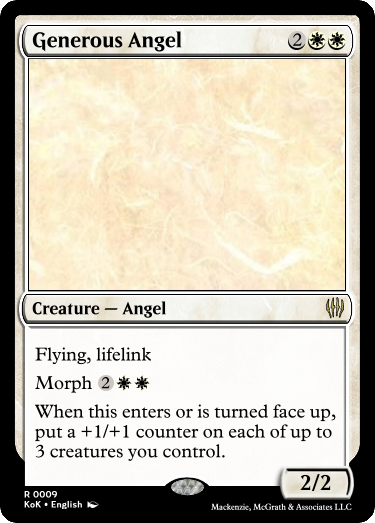 Generous Angel 2
Creature — Angel
Flying, lifelink
Morph 2
When this enters or is turned face up,
put a +1/+1 counter on each of up to
3 creatures you control.
2/2
R 0009
KoK • English
Mackenzie, McGrath & Associates LLC